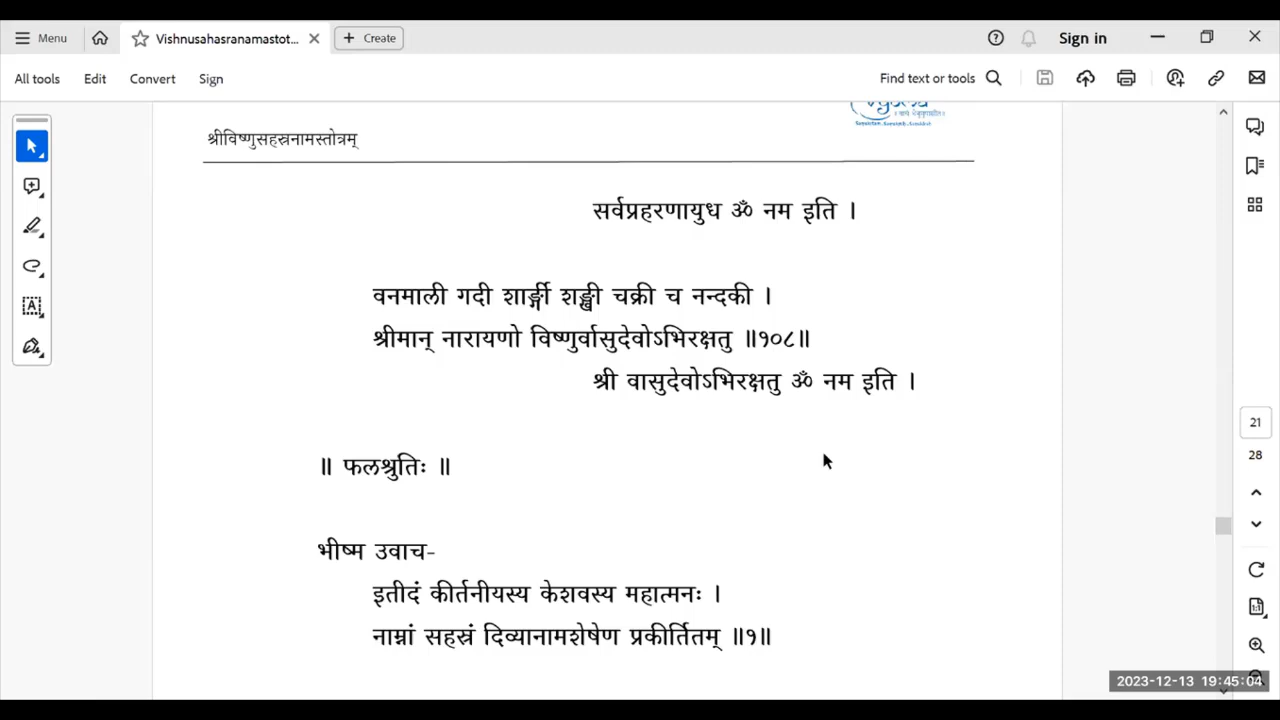 Menu
Vishnusahasranamastot...
Create
Sign in
All tools
Edit
Convert
Sign
Find text or tools
श्रीविष्णुसहस्रनामस्तोत्रम्
सर्वप्रहरणायुध ॐ नम इति ।
वनमाली गदी शार्ङ्गी शङ्खी चक्री च नन्दकी ।
श्रीमान् नारायणो विष्णुर्वासुदेवोऽभिरक्षतु ॥१०८॥
श्री वासुदेवोऽभिरक्षतु ॐ नम इति ।
॥ फलश्रुतिः ॥
भीष्म उवाच-
इतीदं कीर्तनीयस्य केशवस्य महात्मनः ।
नाम्नां सहस्रं दिव्यानामशेषेण प्रकीर्तितम् ॥१॥
21
28
1:1
2023-12-13 19:45:04